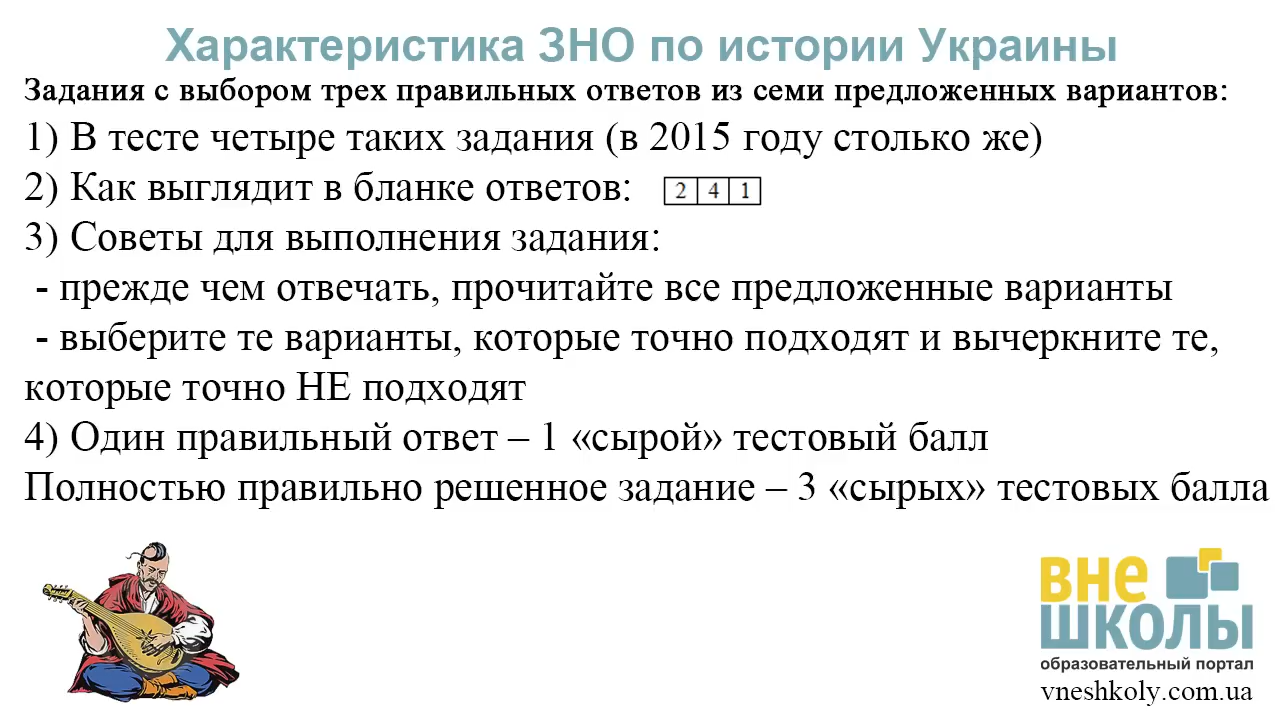 Характеристика ЗНО по истории Украины
Задания с выбором трех правильных ответов из семи предложенных вариантов:
1) В тесте четыре таких задания (в 2015 году столько же)
2) Как выглядит в бланке ответов: 2 4 1
3) Советы для выполнения задания:
- прежде чем отвечать, прочитайте все предложенные варианты
- выберите те варианты, которые точно подходят и вычеркните те,
которые точно НЕ подходят
4) Один правильный ответ – 1 «сырой» тестовый балл
Полностью правильно решенное задание – 3 «сырых» тестовых балла
вне
школы
образовательный портал
vneshkoly.com.ua